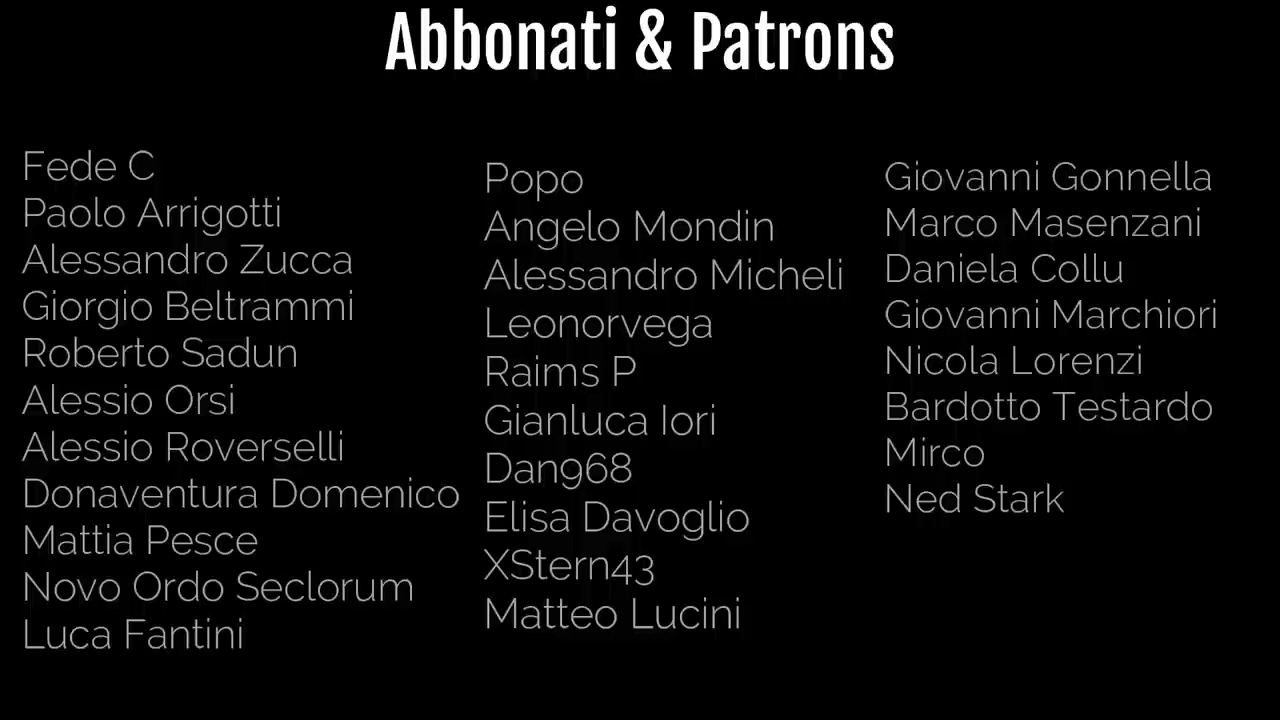 Abbonati & Patrons
Fede C
Paolo Arrigotti
Alessandro Zucca
Giorgio Beltrammi
Roberto Sadun
Alessio Orsi
Alessio Roverselli
Donaventura Domenico
Mattia Pesce
Novo Ordo Seclorum
Luca Fantini
Popo
Angelo Mondin
Alessandro Micheli
Leonorvega
Raims P
Gianluca Iori
Dan968
Elisa Davoglio
XStern43
Matteo Lucini
Giovanni Gonnella
Marco Masenzani
Daniela Collu
Giovanni Marchiori
Nicola Lorenzi
Bardotto Testardo
Mirco
Ned Stark